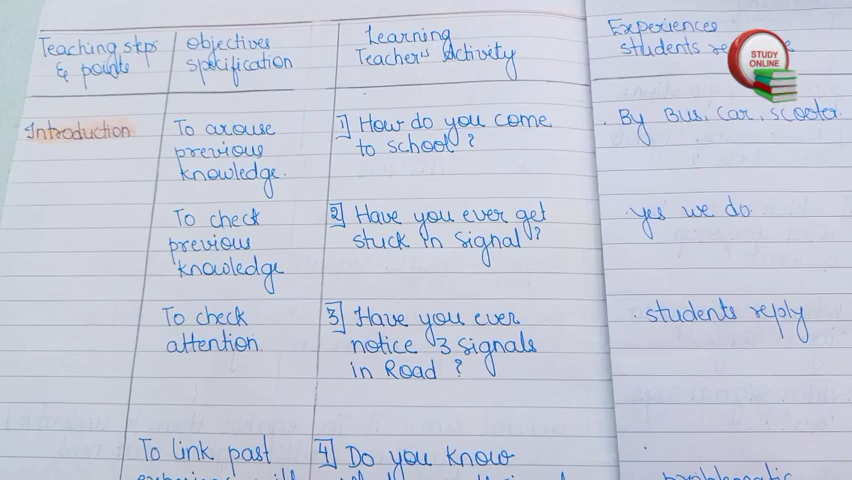 Teaching steps
& points
objectives
specification
Learning
Teacher's Activity
Experiences
students
STUDY
ONLINE
Introduction
To arouse
previous
knowledge.
1] How do you come
to school?
. By Bus, Car, scooter.
To check
previous
knowledge
2] Have you ever get
stuck in signal?
. yes we do.
To check
attention.
3] Have you ever
notice 3 signals
in Road?
. students reply
To link past
4] Do you know